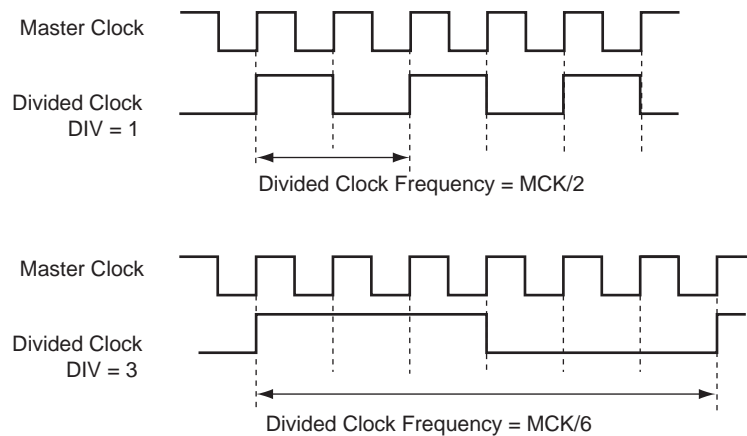 Master Clock
Divided Clock
DIV = 1
Divided Clock Frequency = MCK/2
Master Clock
Divided Clock
DIV = 3
Divided Clock Frequency = MCK/6